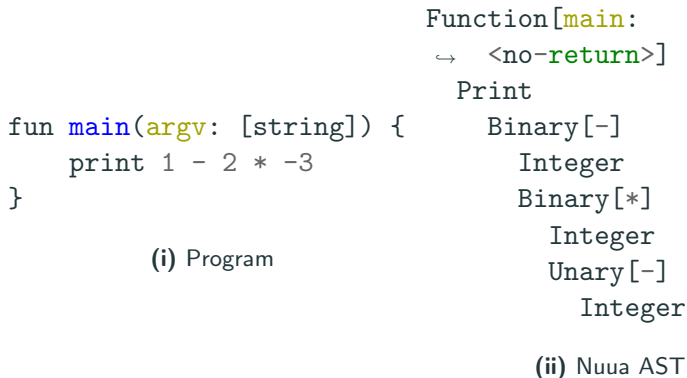 fun main(argv: [string]) {
    print 1 - 2 * -3
}
(i) Program
Function[main:
↪ <no-return>]
  Print
    Binary[-]
      Integer
      Binary[*]
        Integer
        Unary[-]
          Integer
(ii) Nuua AST